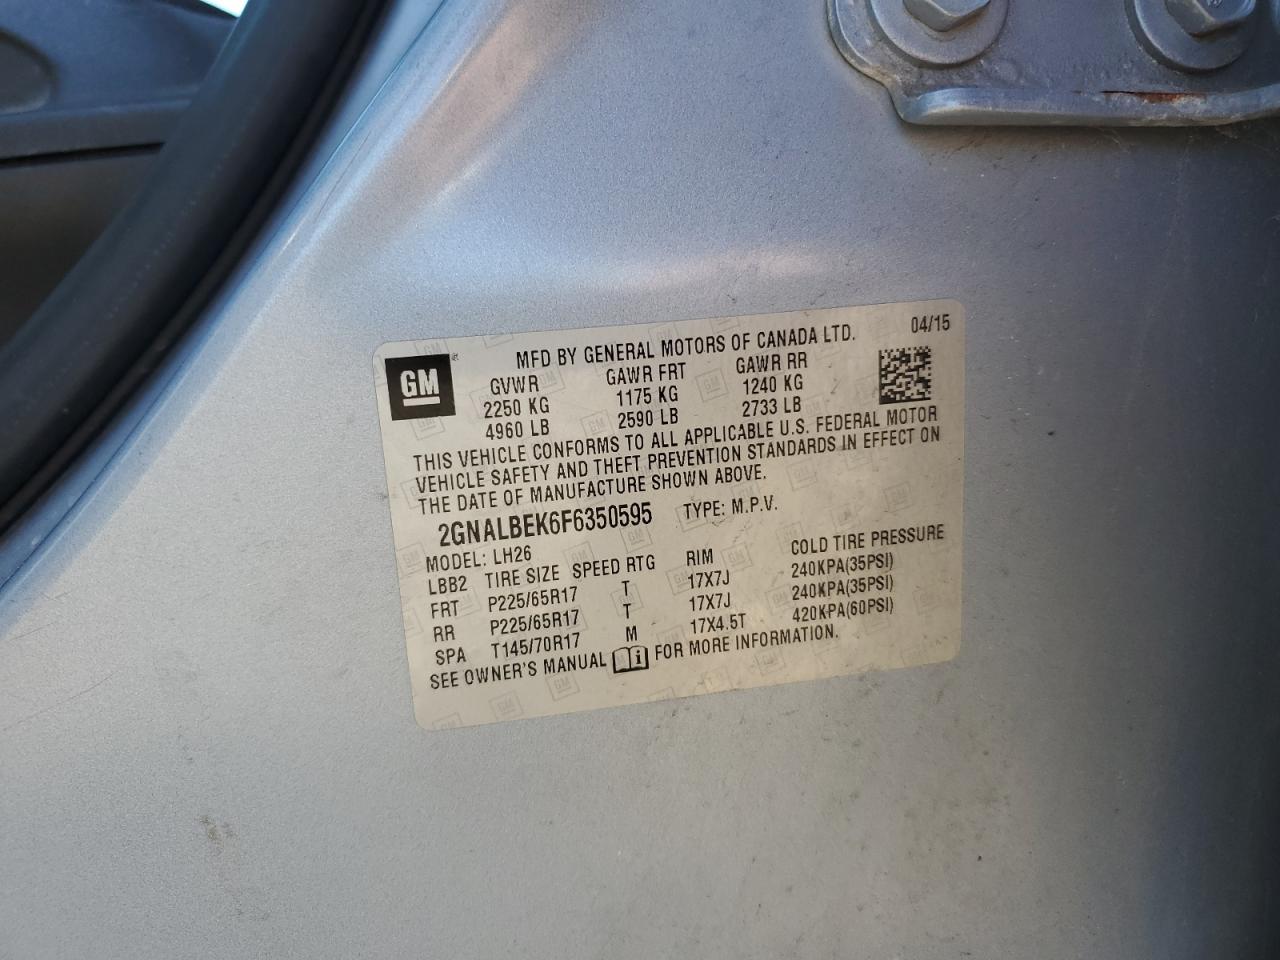 GM
MFD BY GENERAL MOTORS OF CANADA LTD. 04/15
GVWR GAWR FRT GAWR RR
2250 KG 1175 KG 1240 KG
4960 LB 2590 LB 2733 LB
THIS VEHICLE CONFORMS TO ALL APPLICABLE U.S. FEDERAL MOTOR
VEHICLE SAFETY AND THEFT PREVENTION STANDARDS IN EFFECT ON
THE DATE OF MANUFACTURE SHOWN ABOVE.
2GNALBEK6F6350595 TYPE: M.P.V.
MODEL: LH26
LBB2 TIRE SIZE SPEED RTG RIM COLD TIRE PRESSURE
FRT P225/65R17 T 17X7J 240KPA(35PSI)
RR P225/65R17 T 17X7J 240KPA(35PSI)
SPA T145/70R17 M 17X4.5T 420KPA(60PSI)
SEE OWNER'S MANUAL i FOR MORE INFORMATION.